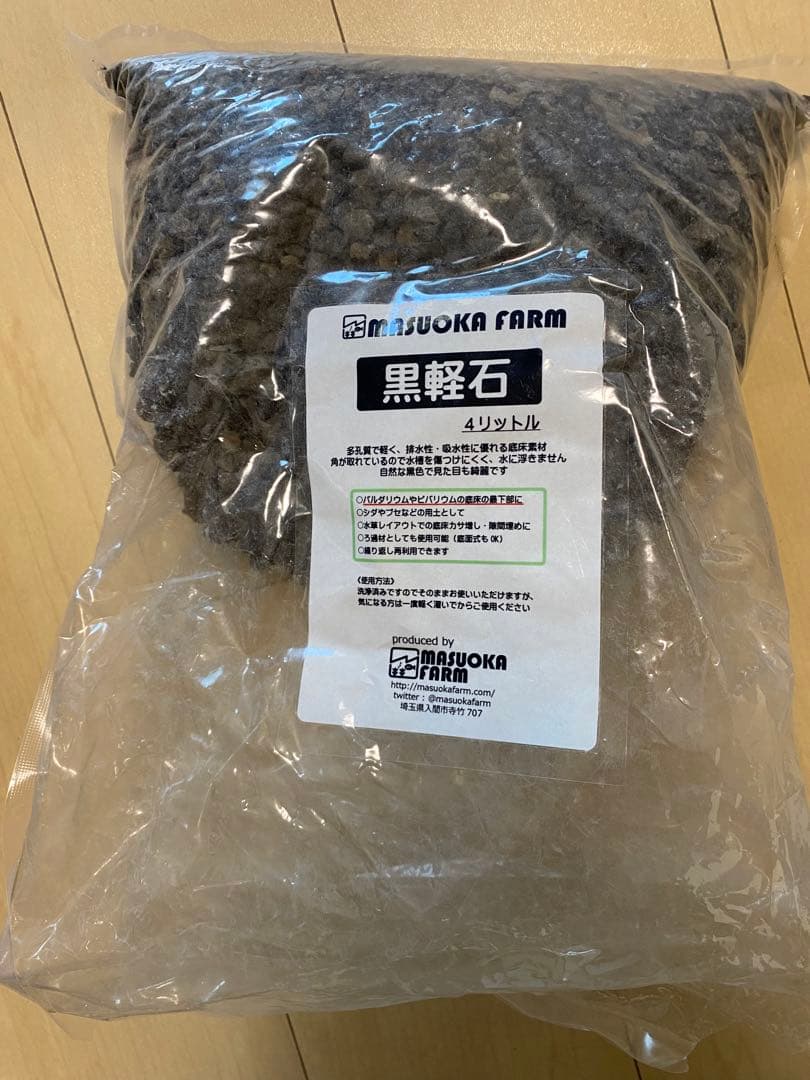 MASUOKA FARM
黒軽石
4リットル
多孔質で軽く、排水性・吸水性に優れる底床素材
角が取れているので水槽を傷つけにくく、水に浮きません
自然な黒色で見た目も綺麗です
○パルダリウムやビバリウムの底床の最下部に
○シダやブセなどの用土として
○水草レイアウトでの底床カサ増し・隙間埋めに
○ろ過材としても使用可能(底面式もOK)
○繰り返し再利用できます
〈使用方法〉
洗浄済みですのでそのままお使いいただけますが、
気になる方は一度軽く濯いでからご使用ください
produced by
MASUOKA
FARM
http://masuokafarm.com/
twitter : @masuokafarm
埼玉県入間市寺竹 707